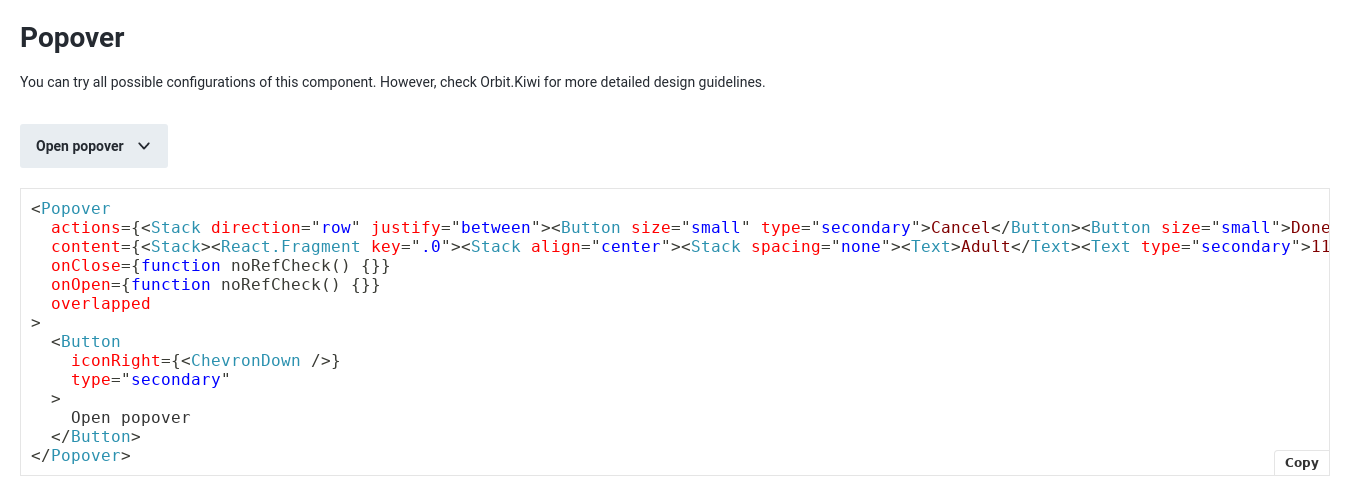 Popover
You can try all possible configurations of this component. However, check Orbit.Kiwi for more detailed design guidelines.
Open popover
<Popover
  actions={<Stack direction="row" justify="between"><Button size="small" type="secondary">Cancel</Button><Button size="small">Done
  content={<Stack><React.Fragment key=".0"><Stack align="center"><Stack spacing="none"><Text>Adult</Text><Text type="secondary">11
  onClose={function noRefCheck() {}}
  onOpen={function noRefCheck() {}}
  overlapped
>
  <Button
    iconRight={<ChevronDown />}
    type="secondary"
  >
    Open popover
  </Button>
</Popover>
Copy